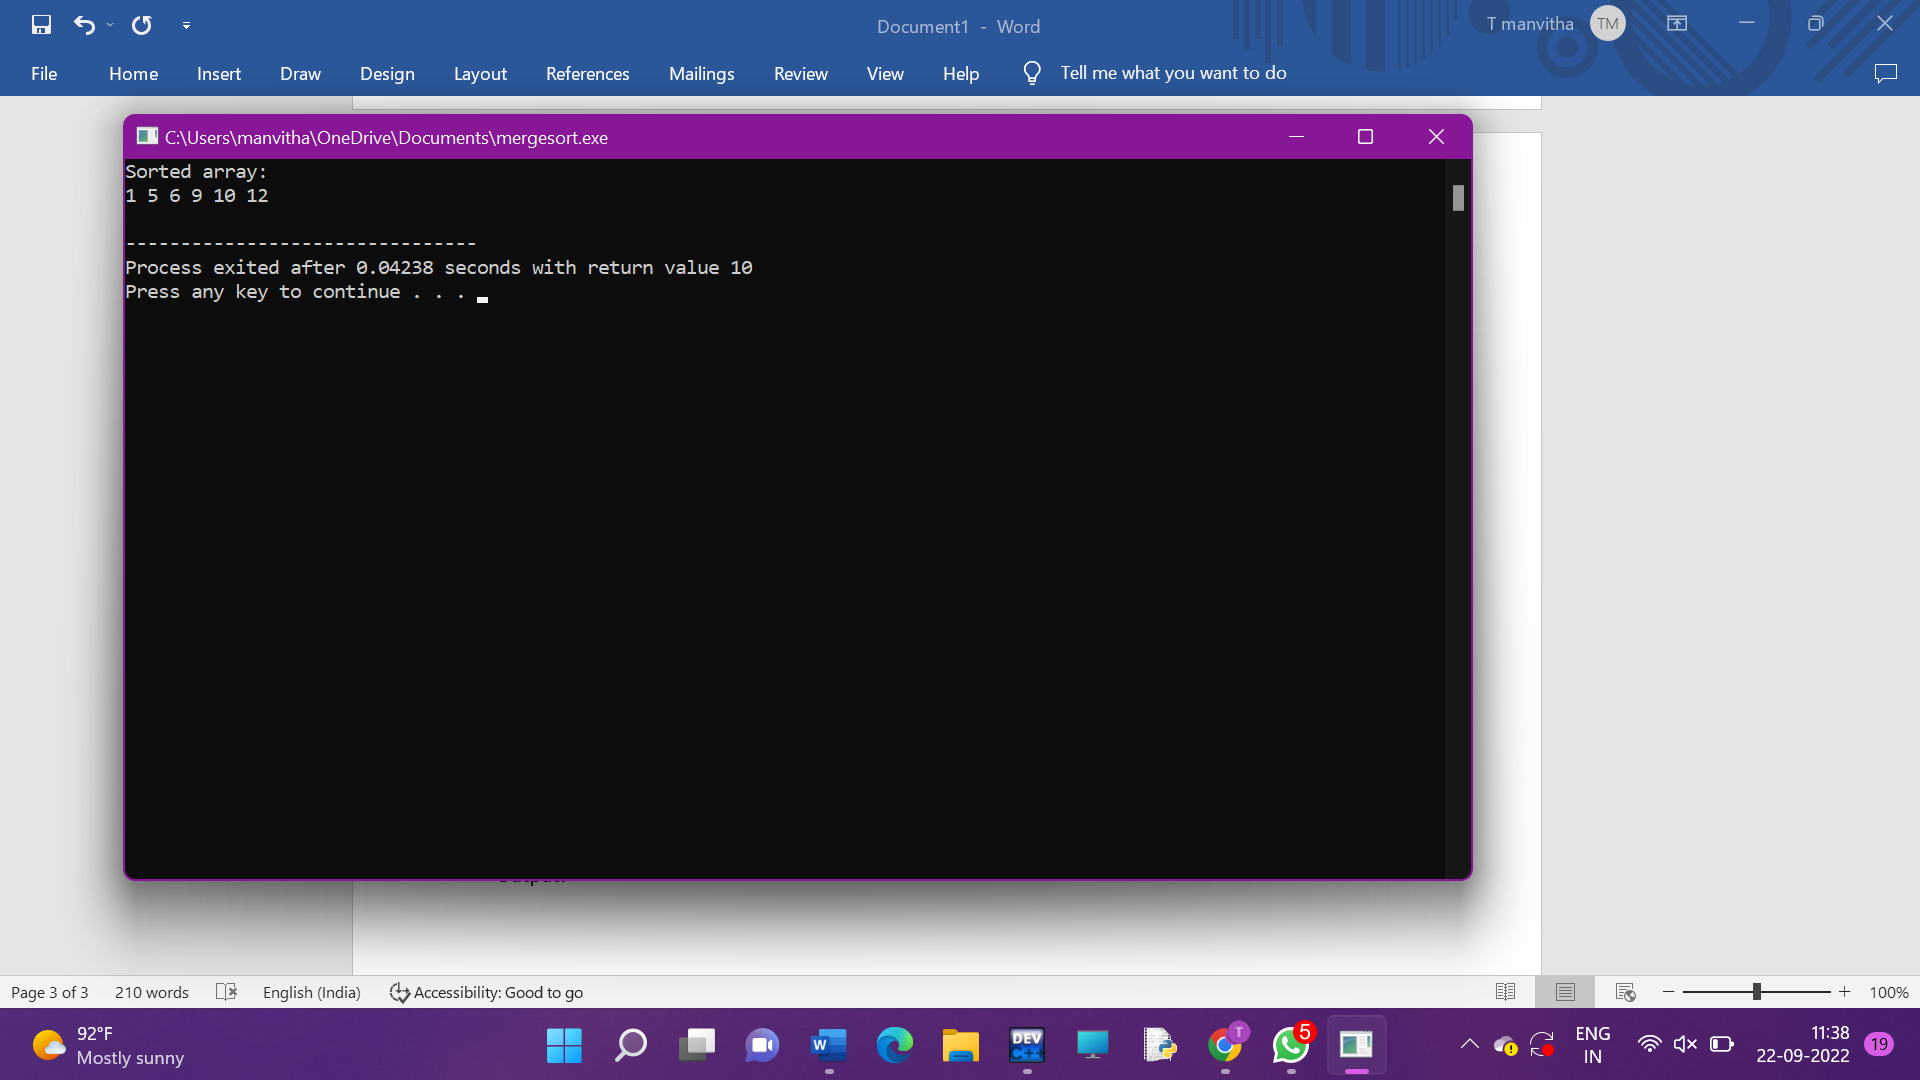 Document1 - Word
T manvitha TM
File Home Insert Draw Design Layout References Mailings Review View Help Tell me what you want to do
C:\Users\manvitha\OneDrive\Documents\mergesort.exe
Sorted array:
1 5 6 9 10 12
--------------------------------
Process exited after 0.04238 seconds with return value 10
Press any key to continue . . .
Page 3 of 3 210 words English (India) Accessibility: Good to go 100%
92°F
Mostly sunny
W
DEV
C++
T
5
ENG
IN
11:38
22-09-2022
19